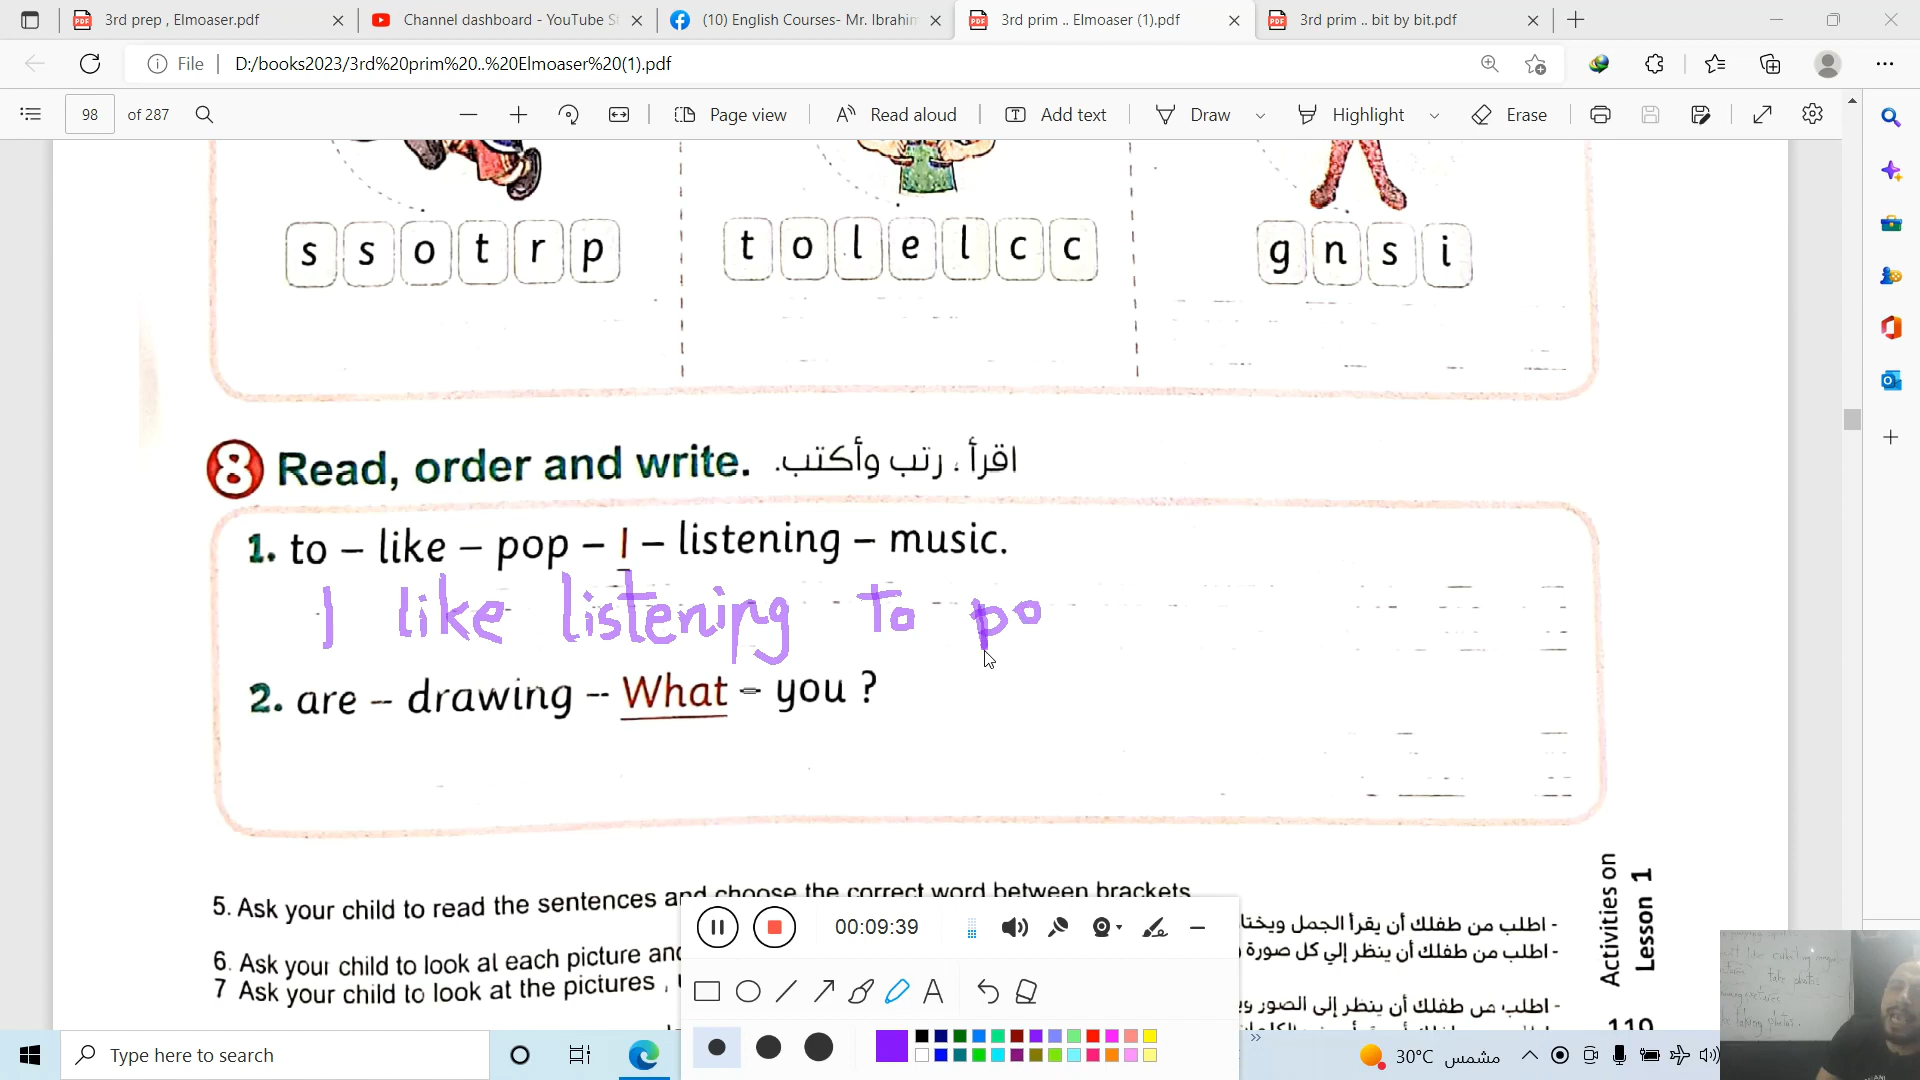 3rd prep , Elmoaser.pdf
Channel dashboard - YouTube St
(10) English Courses- Mr. Ibrahim
3rd prim .. Elmoaser (1).pdf
3rd prim .. bit by bit.pdf
File
D:/books2023/3rd%20prim%20..%20Elmoaser%20(1).pdf
98 of 287
Page view
Read aloud
Add text
Draw
Highlight
Erase
s s o t r p
t o l e l c c
g n s i
8 Read, order and write. اقرأ ، رتب وأكتب.
1. to – like – pop – I – listening – music.
I like listening to po
2. are -- drawing -- What – you ?
5. Ask your child to read the sentences and choose the correct word between brackets
- اطلب من طفلك أن يقرأ الجمل ويختا
6. Ask your child to look at each picture and
- اطلب من طفلك أن ينظر إلي كل صورة
7 Ask your child to look at the pictures ,
- اطلب من طفلك أن ينظر إلى الصور
Activities on
Lesson 1
119
00:09:39
Type here to search
30°C مشمس